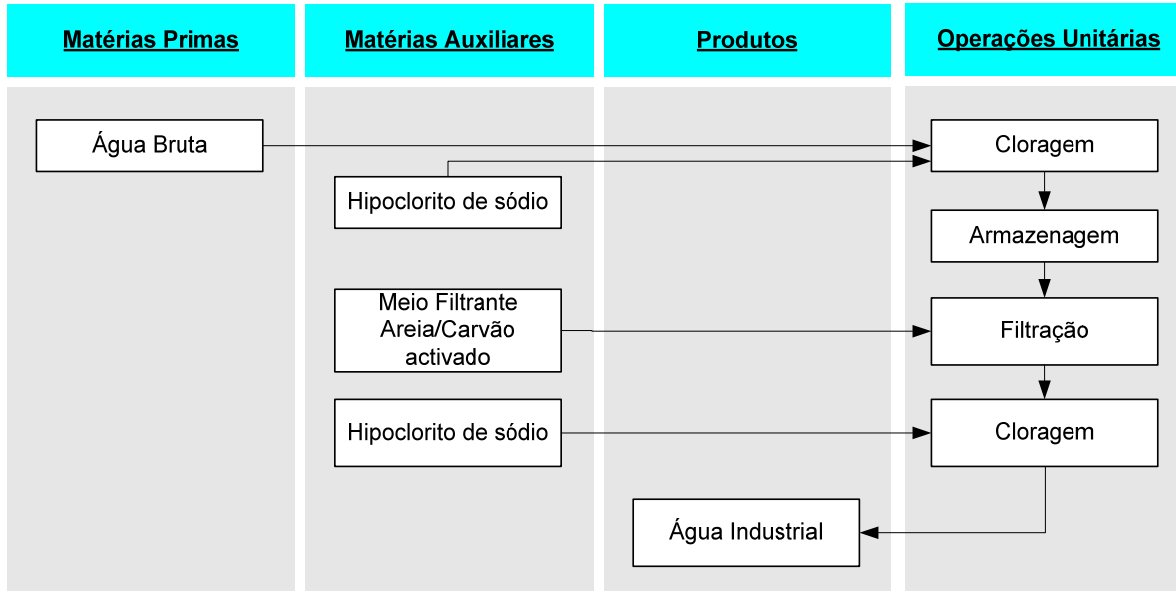 Matérias Primas
Matérias Auxiliares
Produtos
Operações Unitárias
Água Bruta
Cloragem
Hipoclorito de sódio
Armazenagem
Meio Filtrante
Areia/Carvão
activado
Filtração
Hipoclorito de sódio
Cloragem
Água Industrial